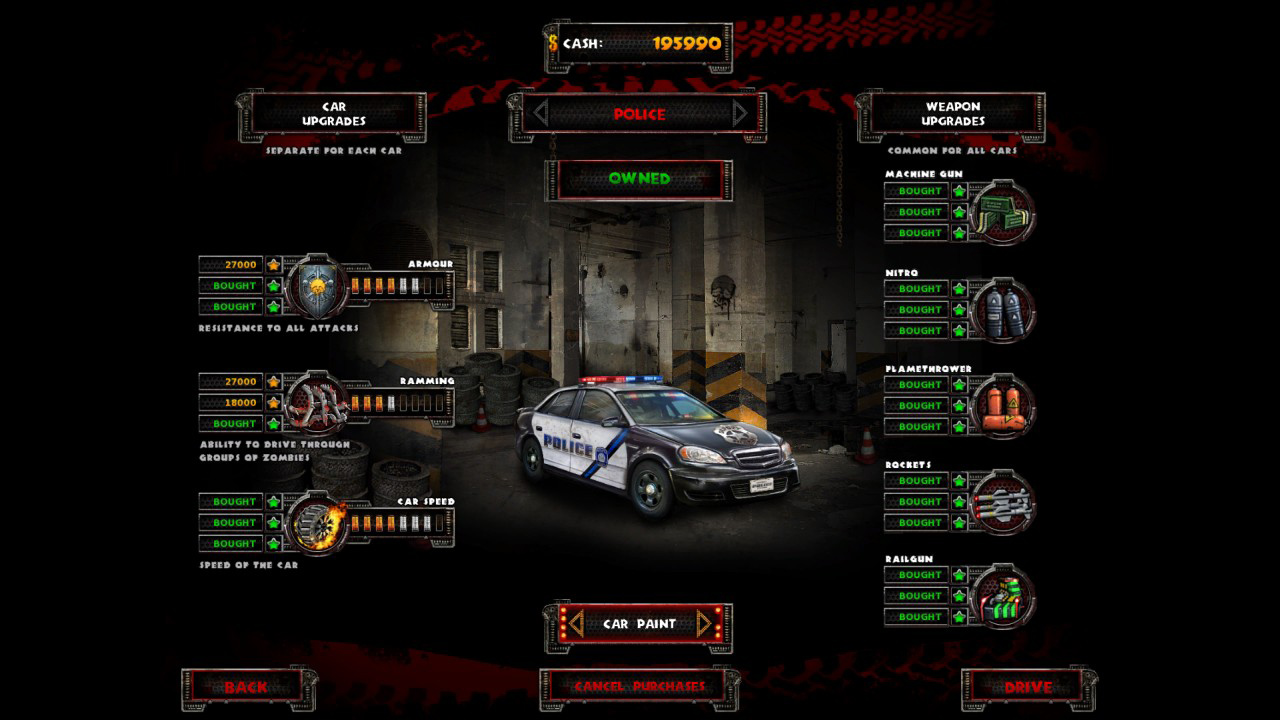 $ CASH: 195990
CAR
UPGRADES
SEPARATE FOR EACH CAR
POLICE
OWNED
WEAPON
UPGRADES
COMMON FOR ALL CARS
27000
BOUGHT
BOUGHT
ARMOUR
RESISTANCE TO ALL ATTACKS
27000
18000
BOUGHT
RAMMING
ABILITY TO DRIVE THROUGH
GROUPS OF ZOMBIES
BOUGHT
BOUGHT
BOUGHT
CAR SPEED
SPEED OF THE CAR
POLICE
MACHINE GUN
BOUGHT
BOUGHT
BOUGHT
NITRO
BOUGHT
BOUGHT
BOUGHT
FLAMETHROWER
BOUGHT
BOUGHT
BOUGHT
ROCKETS
BOUGHT
BOUGHT
BOUGHT
RAILGUN
BOUGHT
BOUGHT
BOUGHT
CAR PAINT
BACK
CANCEL PURCHASES
DRIVE